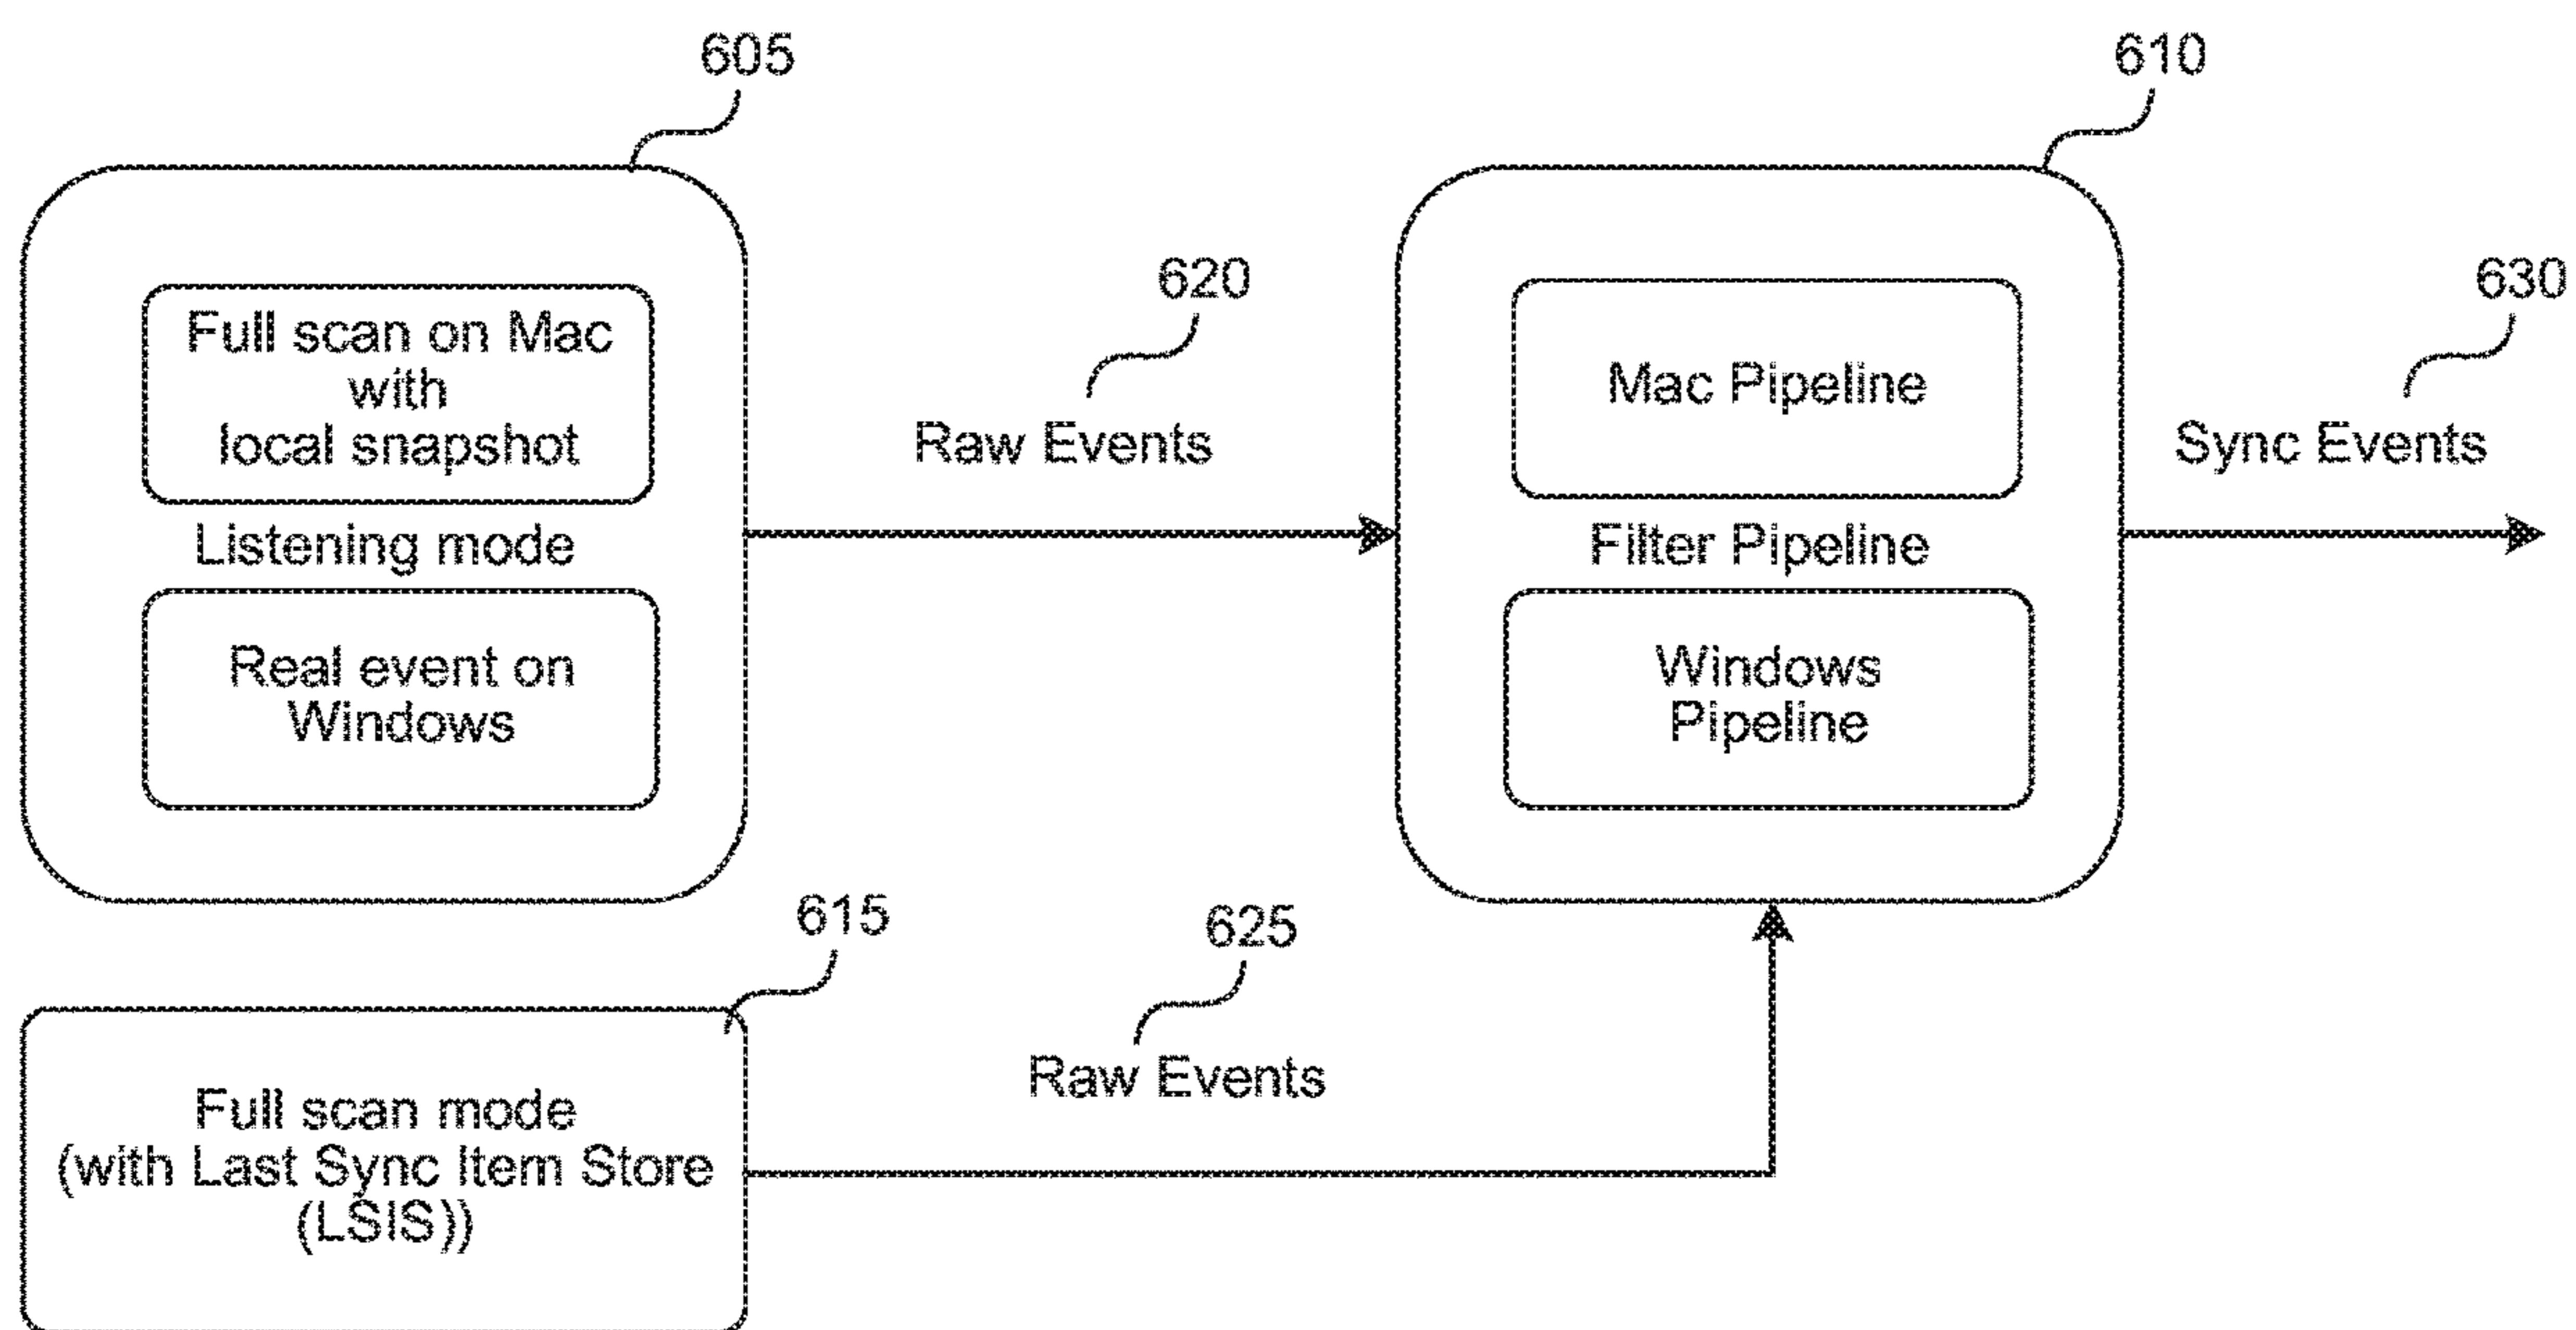 605
610
620
630
Full scan on Mac
with
local snapshot
Raw Events
Mac Pipeline
Sync Events
Listening mode
Filter Pipeline
Real event on
Windows
Windows
Pipeline
615
625
Raw Events
Full scan mode
(with Last Sync Item Store
(LSIS))